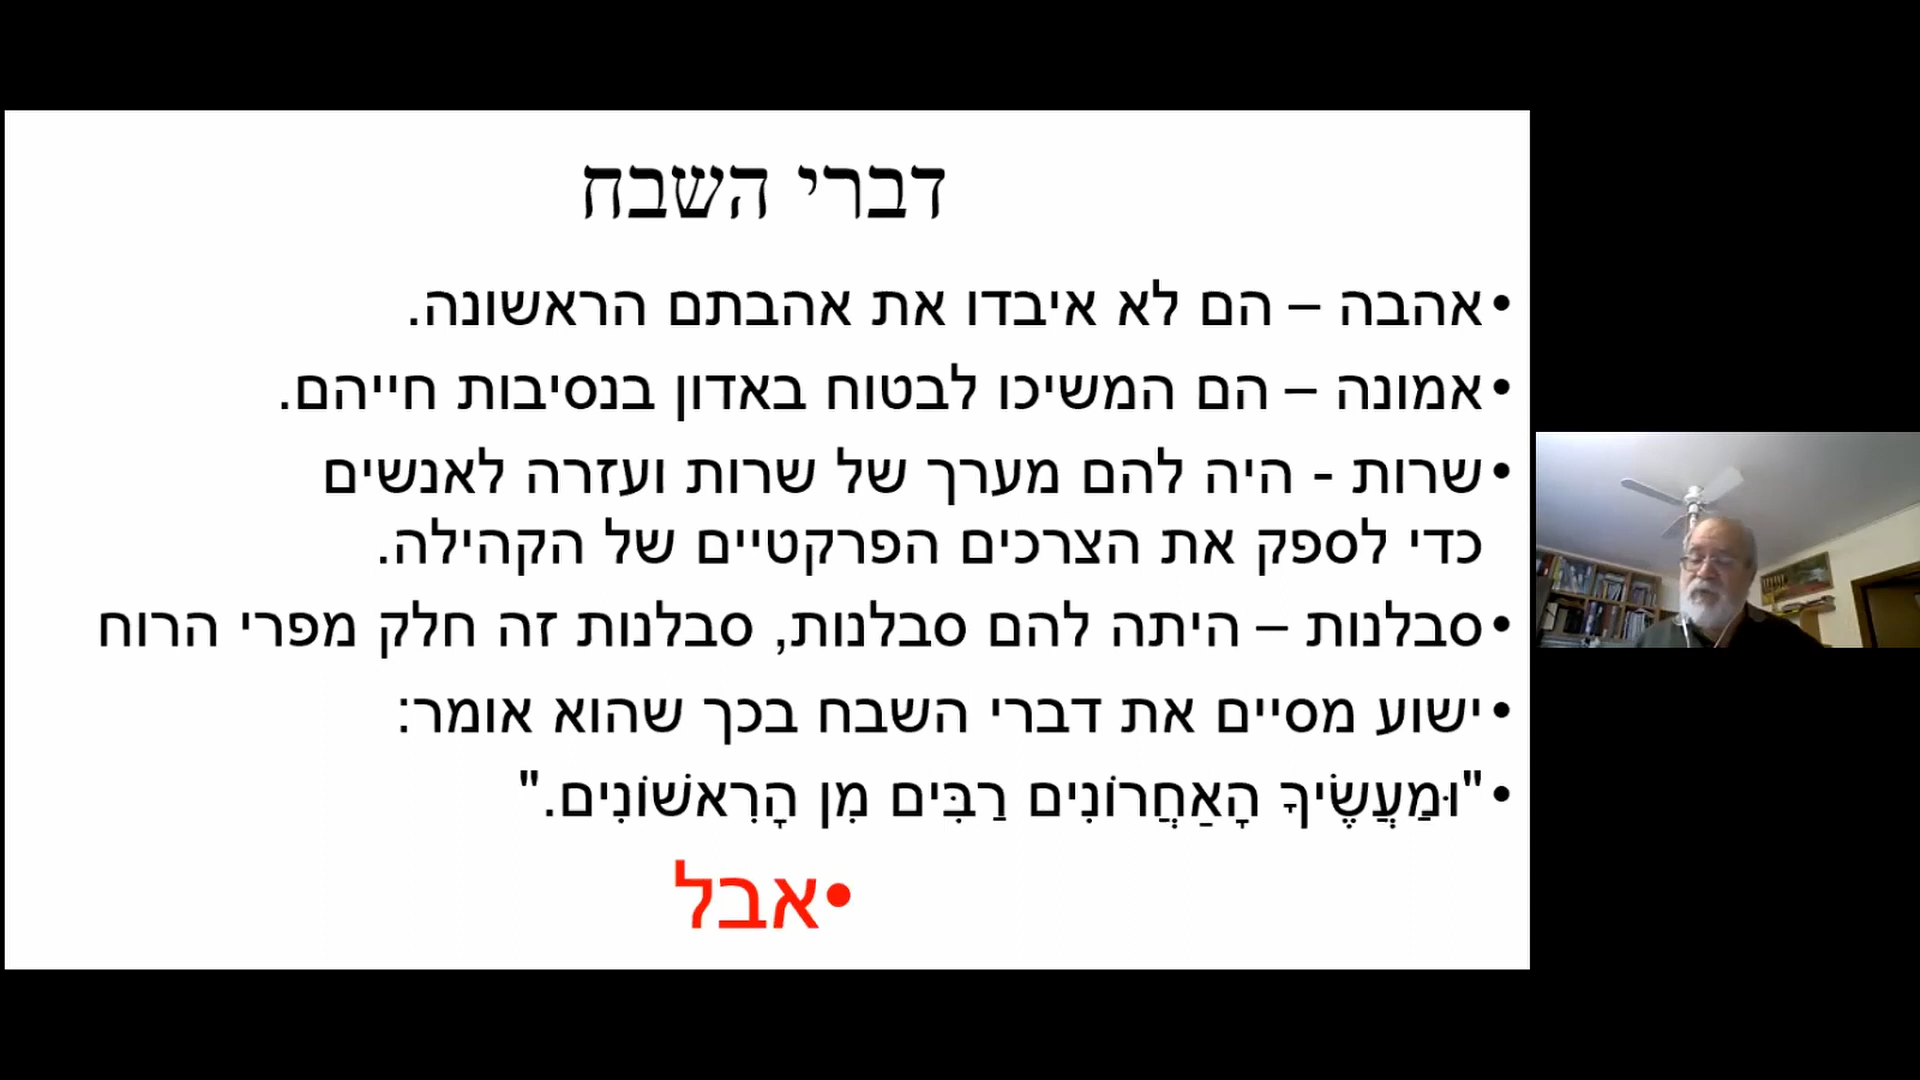 דברי השבח
•אהבה – הם לא איבדו את אהבתם הראשונה.
•אמונה – הם המשיכו לבטוח באדון בנסיבות חייהם.
•שרות - היה להם מערך של שרות ועזרה לאנשים
כדי לספק את הצרכים הפרקטיים של הקהילה.
•סבלנות – היתה להם סבלנות, סבלנות זה חלק מפרי הרוח
•ישוע מסיים את דברי השבח בכך שהוא אומר:
•"וּמַעֲשֶׂיךָ הָאַחֲרוֹנִים רַבִּים מִן הָרִאשׁוֹנִים."
•אבל